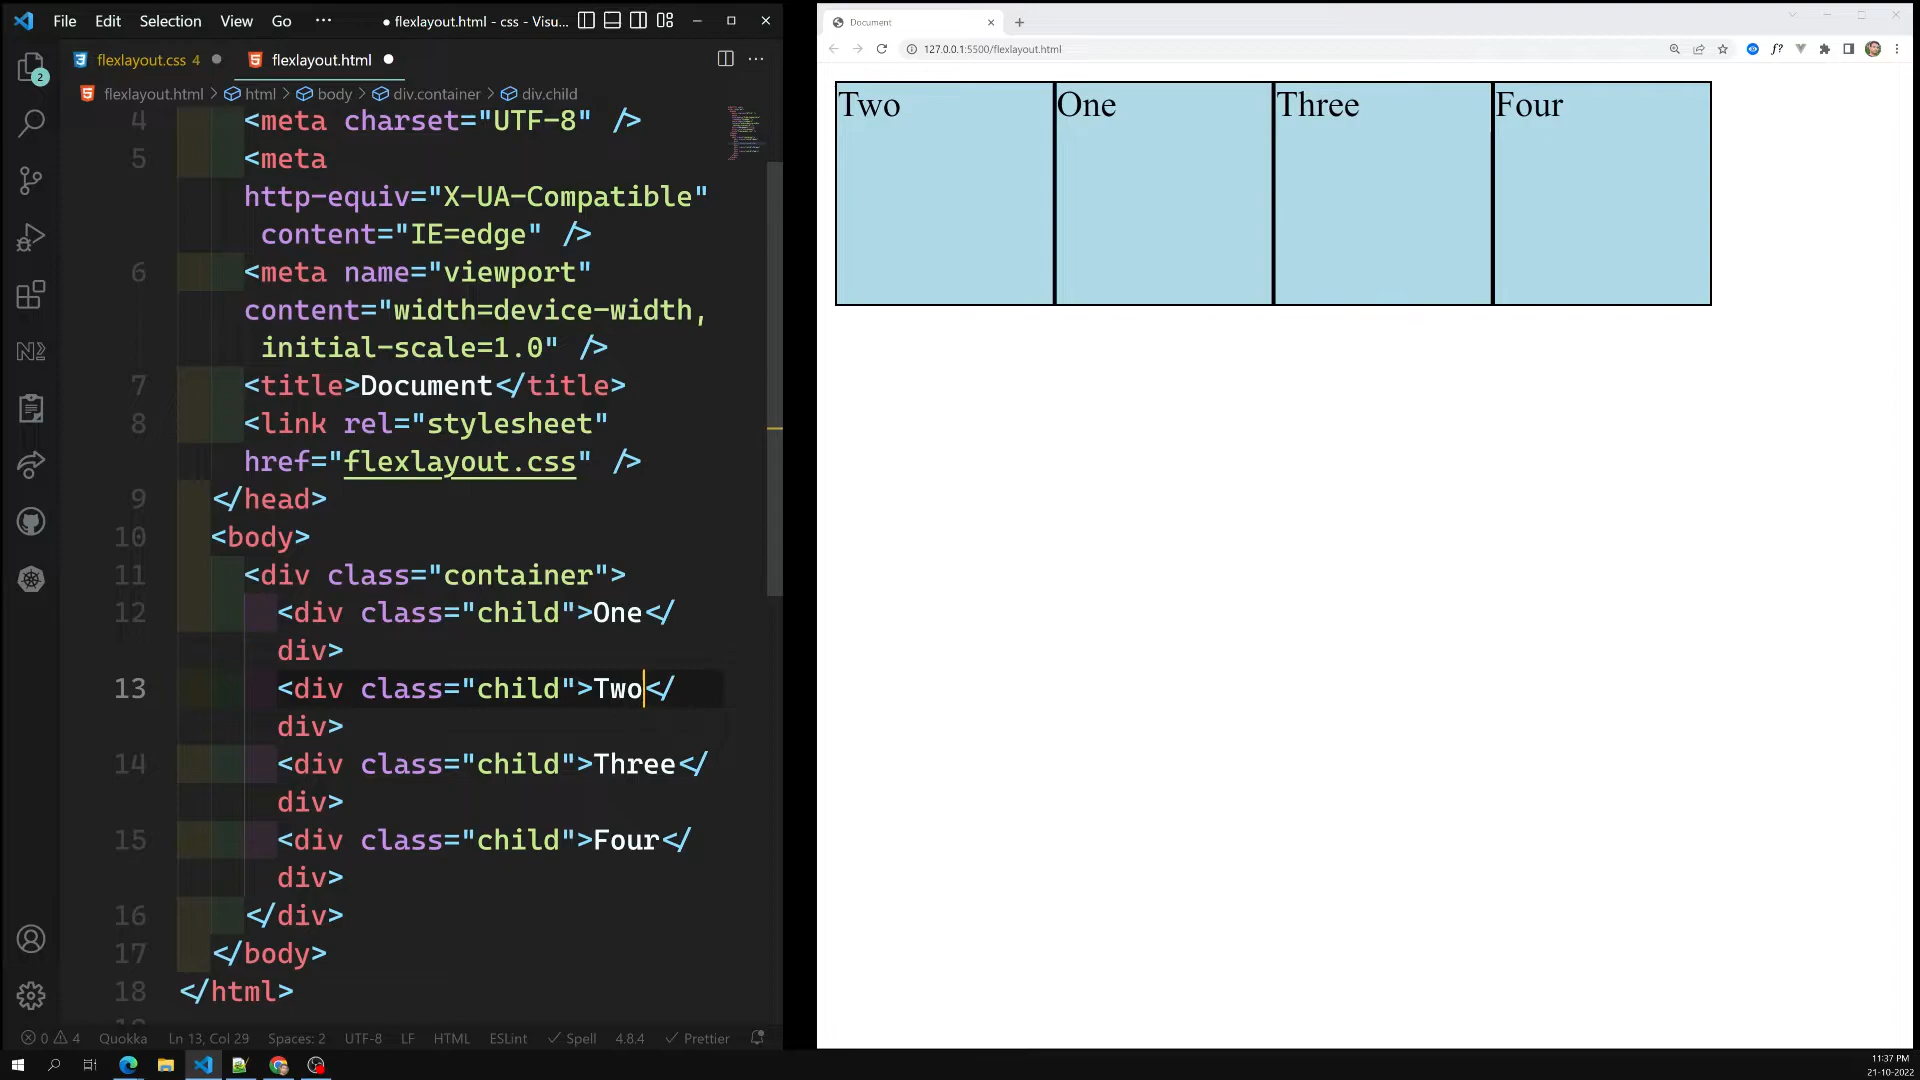 File Edit Selection View Go ··· ● flexlayout.html - css - Visu...
flexlayout.css 4 ● flexlayout.html ●
flexlayout.html > html > body > div.container > div.child
4 <meta charset="UTF-8" />
5 <meta
http-equiv="X-UA-Compatible"
content="IE=edge" />
6 <meta name="viewport"
content="width=device-width,
initial-scale=1.0" />
7 <title>Document</title>
8 <link rel="stylesheet"
href="flexlayout.css" />
9 </head>
10 <body>
11 <div class="container">
12 <div class="child">One</
div>
13 <div class="child">Two</
div>
14 <div class="child">Three</
div>
15 <div class="child">Four</
div>
16 </div>
17 </body>
18 </html>
2
0 4 Quokka Ln 13, Col 29 Spaces: 2 UTF-8 LF HTML ESLint Spell 4.8.4 Prettier
Document
127.0.0.1:5500/flexlayout.html
Two One Three Four
11:37 PM
21-10-2022